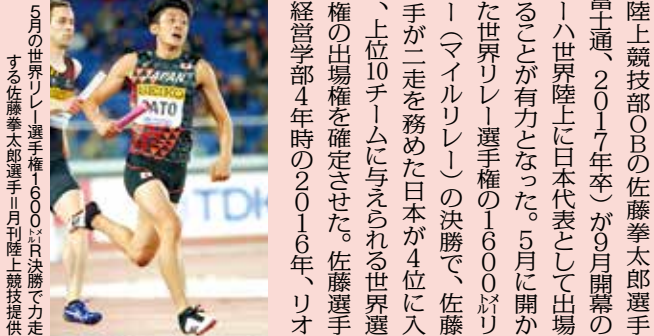 陸上競技部OBの佐藤拳太郎選手
富士通、2017年卒）が9月開幕の
ーハ世界陸上に日本代表として出場
ることが有力となった。5月に開か
た世界リレー選手権の1600㍍リ
ー（マイルリレー）の決勝で、佐藤
手が二走を務めた日本が4位に入
、上位10チームに与えられる世界選
権の出場権を確定させた。佐藤選手
経営学部4年時の2016年、リオ
5月の世界リレー選手権1600㍍R決勝で力走
する佐藤拳太郎選手＝月刊陸上競技提供
JAPAN
SATO
TDK